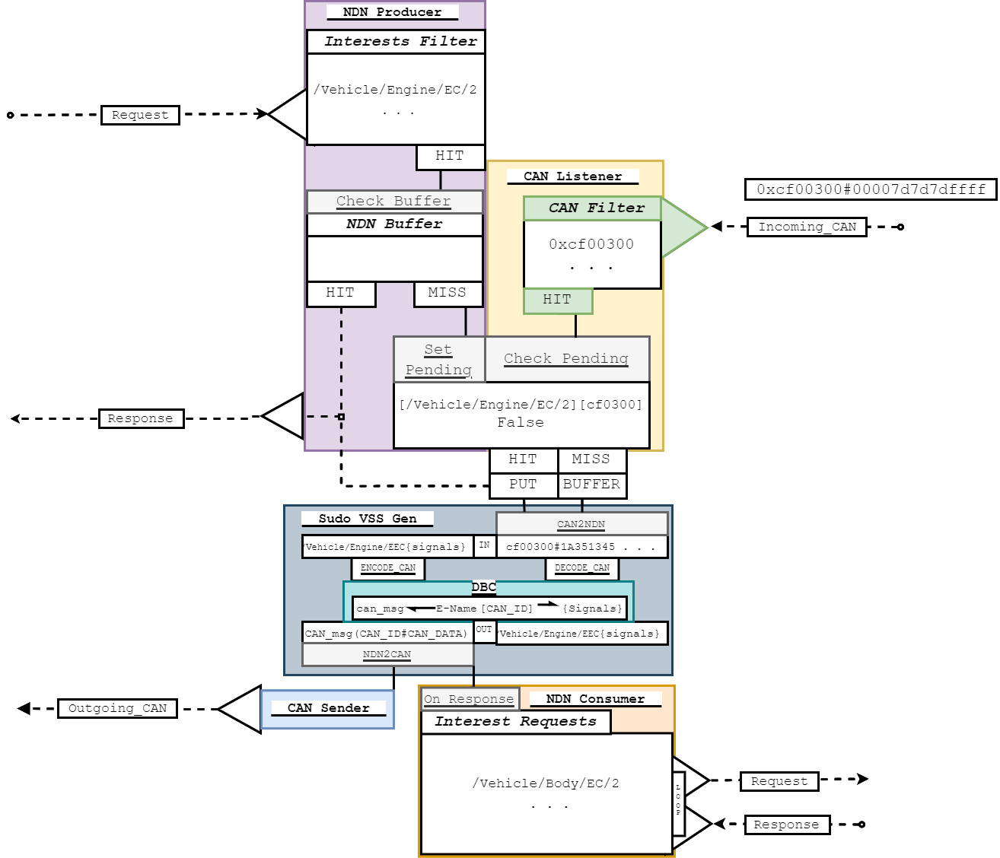 NDN Producer
Interests Filter
/Vehicle/Engine/EC/2
. . .
Request
HIT
CAN Listener
0xcf00300#00007d7d7dffff
Check Buffer
CAN Filter
NDN Buffer
Incoming_CAN
0xcf00300
. . .
HIT
MISS
HIT
Set
Pending
Check Pending
[/Vehicle/Engine/EC/2][cf0300]
False
Response
HIT
MISS
PUT
BUFFER
Sudo VSS Gen
CAN2NDN
/Vehicle/Engine/EEC{signals}
IN
cf00300#1A351345 . . .
ENCODE_CAN
DECODE_CAN
DBC
can_msg
E-Name [CAN_ID]
{Signals}
CAN_msg(CAN_ID#CAN_DATA)
OUT
/Vehicle/Engine/EEC{signals}
NDN2CAN
Outgoing_CAN
CAN Sender
On Response
NDN Consumer
Interest Requests
/Vehicle/Body/EC/2
. . .
LOOP
Request
Response